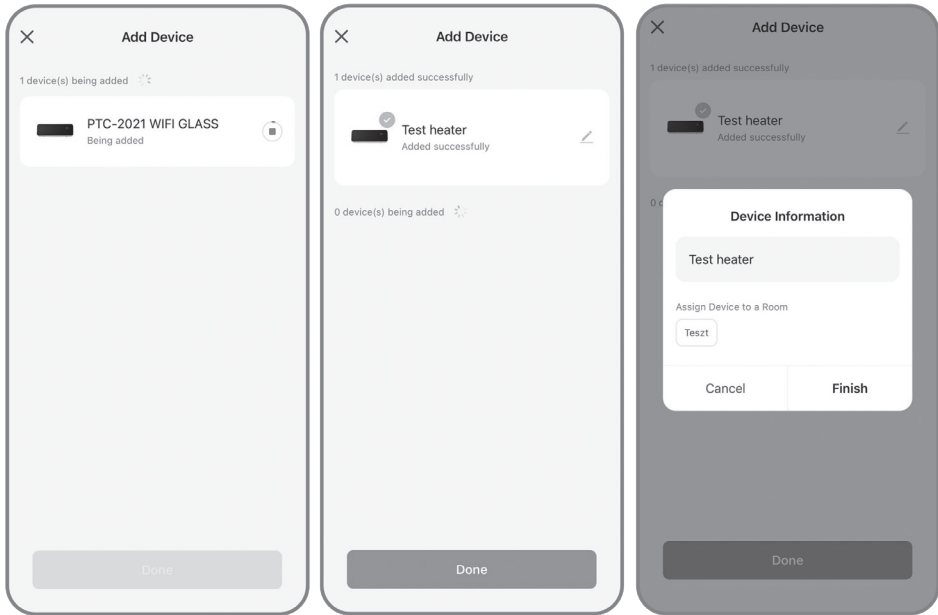 Add Device
1 device(s) being added
PTC-2021 WIFI GLASS
Being added
Done
Add Device
1 device(s) added successfully
Test heater
Added successfully
0 device(s) being added
Done
Add Device
1 device(s) added successfully
Test heater
Added successfully
0 d
Device Information
Test heater
Assign Device to a Room
Teszt
Cancel Finish
Done